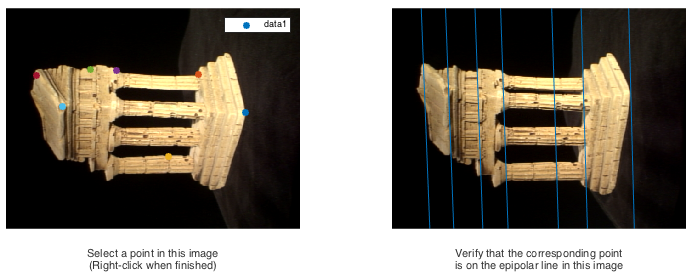 data1
Select a point in this image
(Right-click when finished)
Verify that the corresponding point
is on the epipolar line in this image